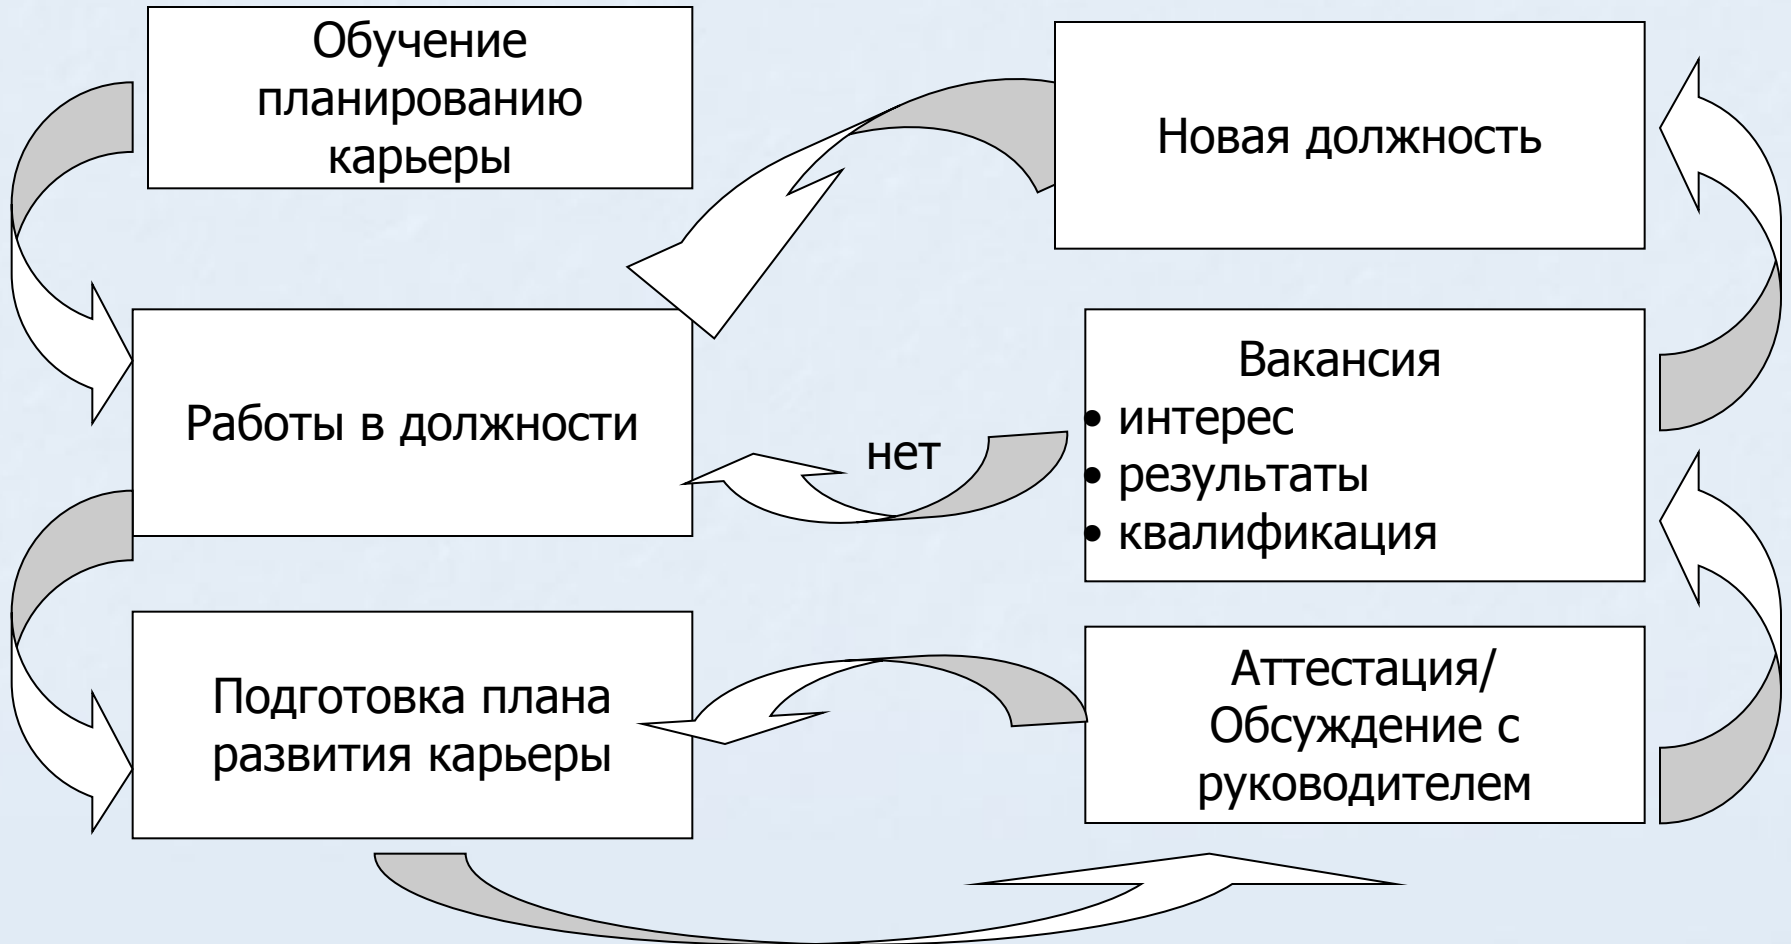 Обучение
планированию
карьеры
Новая должность
Работы в должности
нет
Вакансия
• интерес
• результаты
• квалификация
Подготовка плана
развития карьеры
Аттестация/
Обсуждение с
руководителем